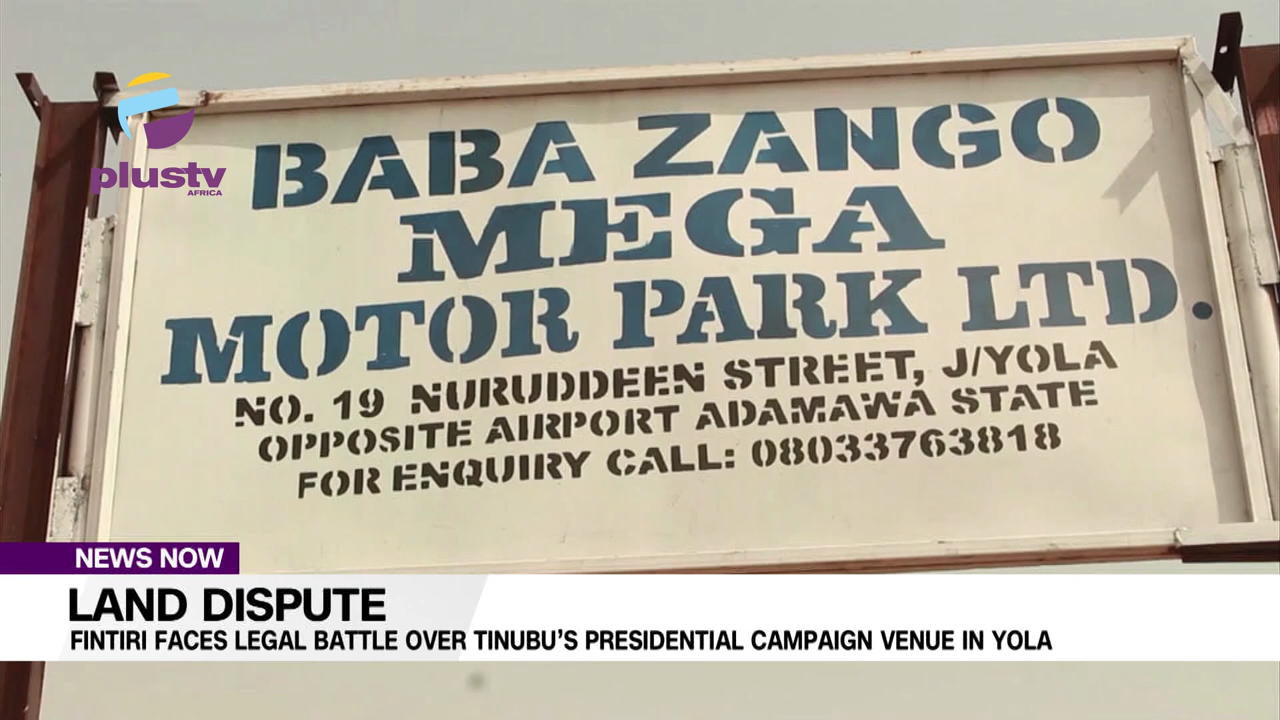 plustv
AFRICA
BABA ZANGO
MEGA
MOTOR PARK LTD.
NO. 19 NURUDDEEN STREET, J/YOLA
OPPOSITE AIRPORT ADAMAWA STATE
FOR ENQUIRY CALL: 08033763818
NEWS NOW
LAND DISPUTE
FINTIRI FACES LEGAL BATTLE OVER TINUBU'S PRESIDENTIAL CAMPAIGN VENUE IN YOLA